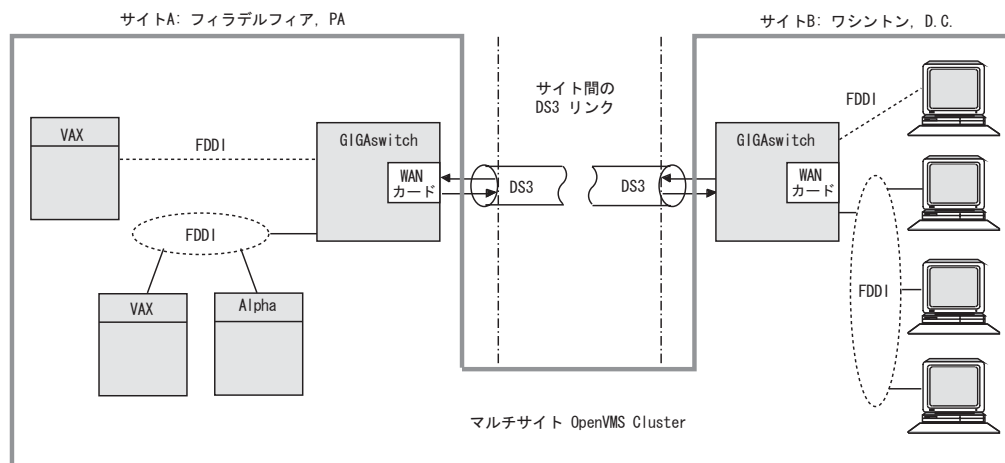 サイトA: フィラデルフィア, PA
サイトB: ワシントン, D.C.
サイト間の
DS3 リンク
VAX
FDDI
GIGAswitch
WAN
カード
DS3
DS3
GIGAswitch
WAN
カード
FDDI
FDDI
VAX
Alpha
FDDI
マルチサイト OpenVMS Cluster